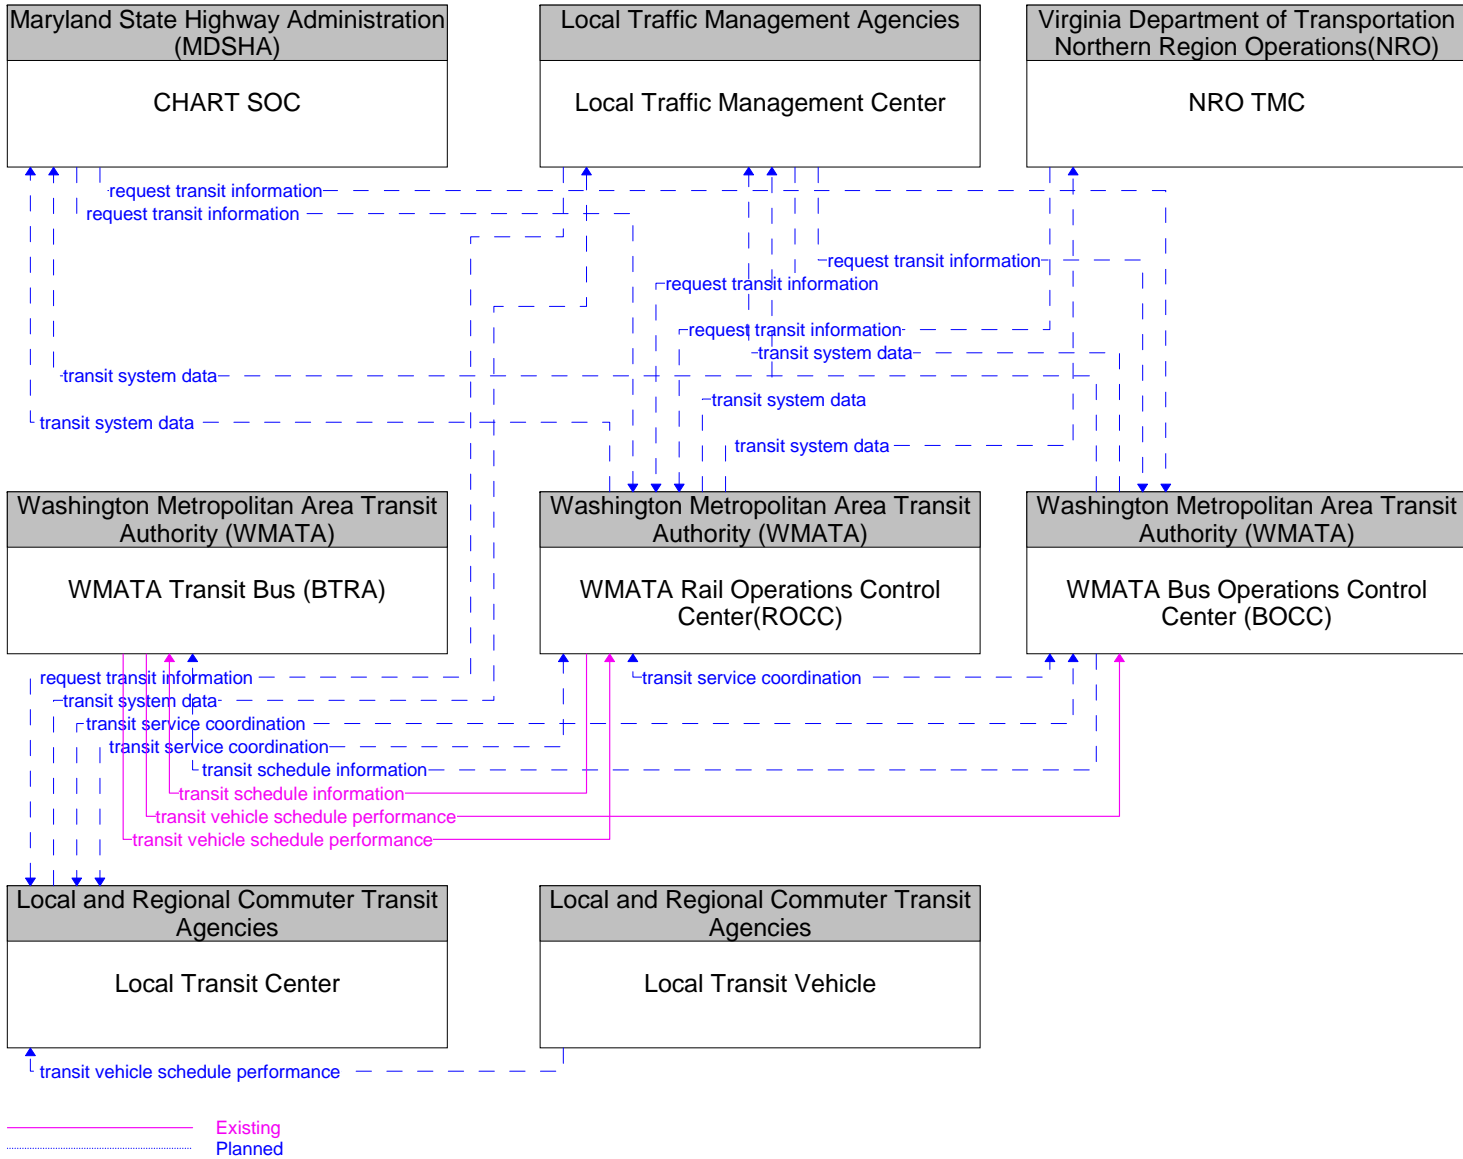 Maryland State Highway Administration
(MDSHA)
CHART SOC
Local Traffic Management Agencies
Local Traffic Management Center
Virginia Department of Transportation
Northern Region Operations(NRO)
NRO TMC
request transit information
request transit information
request transit information
request transit information
request transit information
transit system data
transit system data
transit system data
transit system data
transit system data
Washington Metropolitan Area Transit
Authority (WMATA)
WMATA Transit Bus (BTRA)
Washington Metropolitan Area Transit
Authority (WMATA)
WMATA Rail Operations Control
Center(ROCC)
Washington Metropolitan Area Transit
Authority (WMATA)
WMATA Bus Operations Control
Center (BOCC)
request transit information
transit service coordination
transit system data
transit service coordination
transit service coordination
transit schedule information
transit schedule information
transit vehicle schedule performance
transit vehicle schedule performance
Local and Regional Commuter Transit
Agencies
Local Transit Center
Local and Regional Commuter Transit
Agencies
Local Transit Vehicle
transit vehicle schedule performance
Existing
Planned